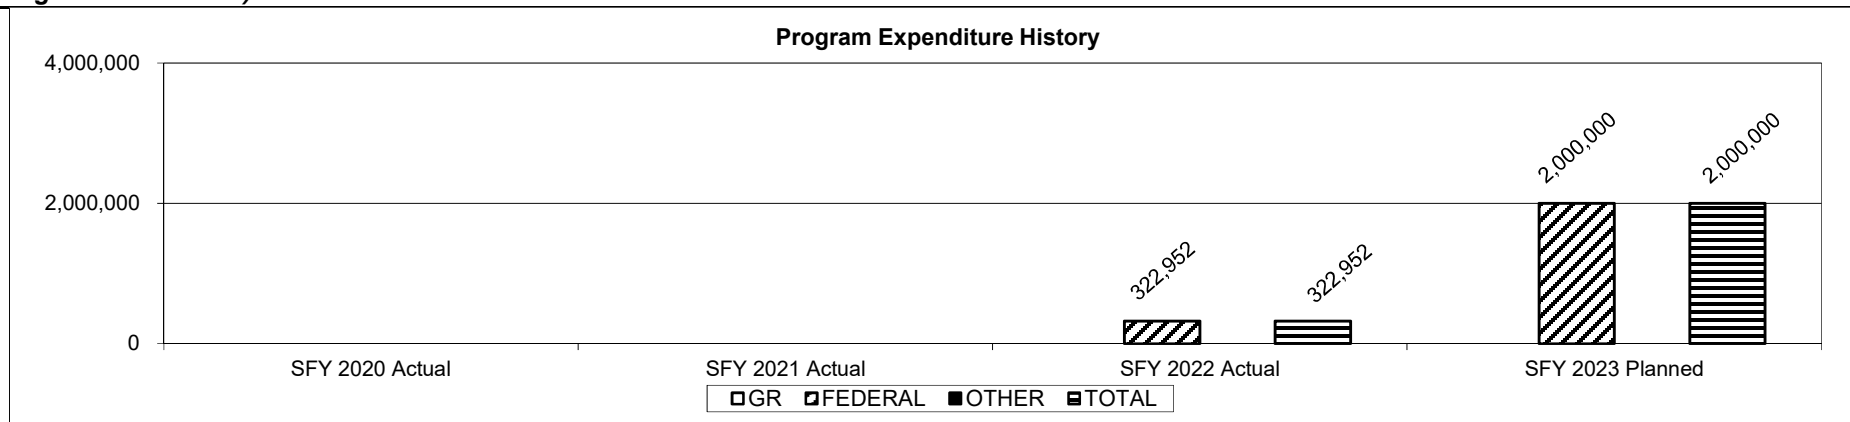 Program Expenditure History
4,000,000
2,000,000
0
322,952
322,952
2,000,000
2,000,000
SFY 2020 Actual
SFY 2021 Actual
SFY 2022 Actual
SFY 2023 Planned
GR FEDERAL OTHER TOTAL